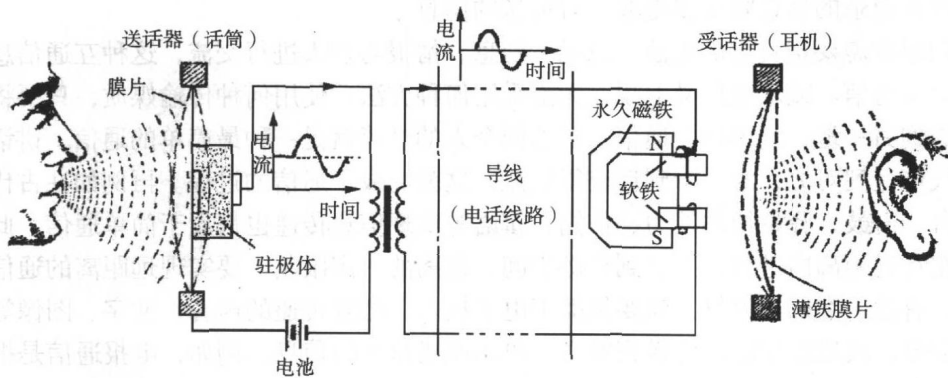 送话器（话筒）
膜片
电流
时间
驻极体
电池
电流
时间
导线
（电话线路）
受话器（耳机）
永久磁铁
N
软铁
S
薄铁膜片